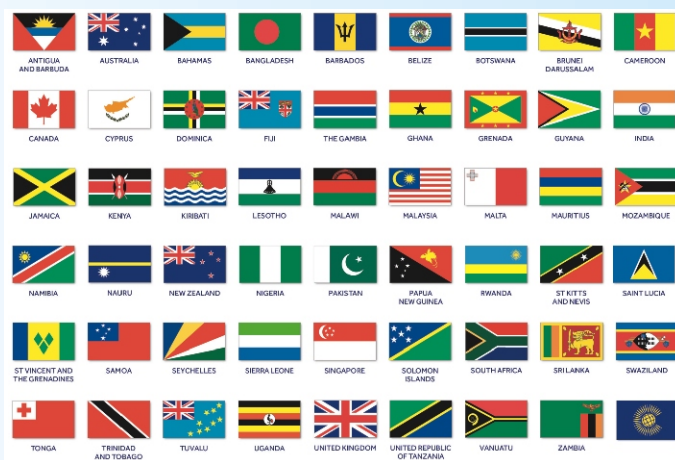 ANTIGUA
AND BARBUDA
AUSTRALIA
BAHAMAS
BANGLADESH
BARBADOS
BELIZE
BOTSWANA
BRUNEI
DARUSSALAM
CAMEROON
CANADA
CYPRUS
DOMINICA
FIJI
THE GAMBIA
GHANA
GRENADA
GUYANA
INDIA
JAMAICA
KENYA
KIRIBATI
LESOTHO
MALAWI
MALAYSIA
MALTA
MAURITIUS
MOZAMBIQUE
NAMIBIA
NAURU
NEW ZEALAND
NIGERIA
PAKISTAN
PAPUA
NEW GUINEA
RWANDA
ST KITTS
AND NEVIS
SAINT LUCIA
ST VINCENT AND
THE GRENADINES
SAMOA
SEYCHELLES
SIERRA LEONE
SINGAPORE
SOLOMON
ISLANDS
SOUTH AFRICA
SRI LANKA
SWAZILAND
TONGA
TRINIDAD
AND TOBAGO
TUVALU
UGANDA
UNITED KINGDOM
UNITED REPUBLIC
OF TANZANIA
VANUATU
ZAMBIA